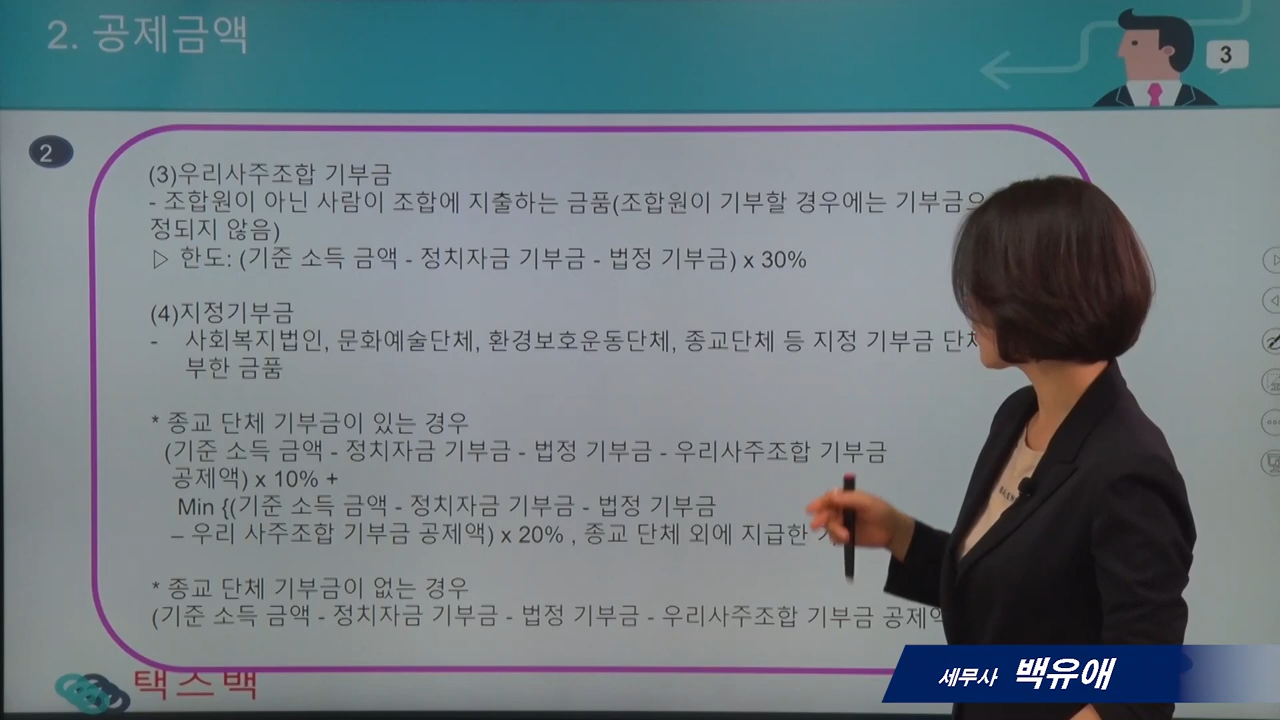 2. 공제금액
3
2
(3)우리사주조합 기부금
- 조합원이 아닌 사람이 조합에 지출하는 금품(조합원이 기부할 경우에는
정되지 않음)
▷ 한도: (기준 소득 금액 - 정치자금 기부금 - 법정 기부금) x 30%
(4)지정기부금
- 사회복지법인, 문화예술단체, 환경보호운동단체, 종교단체 등 지정 기부금
부한 금품
* 종교 단체 기부금이 있는 경우
(기준 소득 금액 - 정치자금 기부금 - 법정 기부금 - 우리사주조합 기부금
공제액) x 10% +
Min {(기준 소득 금액 - 정치자금 기부금 - 법정 기부금
– 우리 사주조합 기부금 공제액) x 20% , 종교 단체 외에 지급한
* 종교 단체 기부금이 없는 경우
(기준 소득 금액 - 정치자금 기부금 - 법정 기부금 - 우리사주조합 기부금
택스백
세무사 백유애